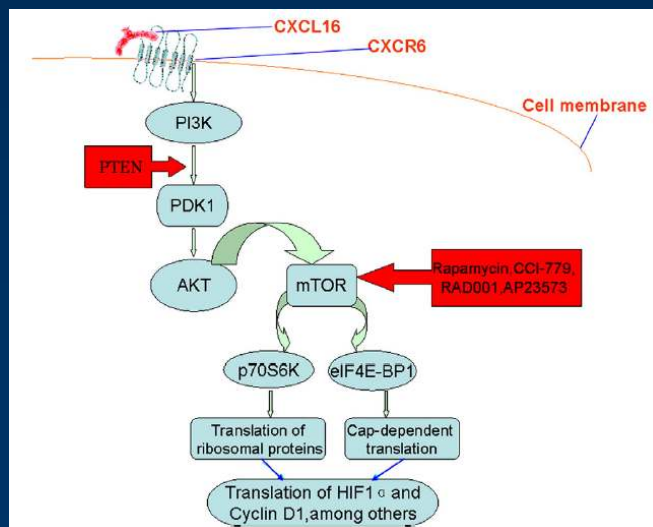 CXCL16
CXCR6
Cell membrane
PI3K
PTEN
PDK1
AKT
mTOR
Rapamycin,CCI-779,
RAD001,AP23573
p70S6K
eIF4E-BP1
Translation of
ribosomal proteins
Cap-dependent
translation
Translation of HIF1α and
Cyclin D1,among others